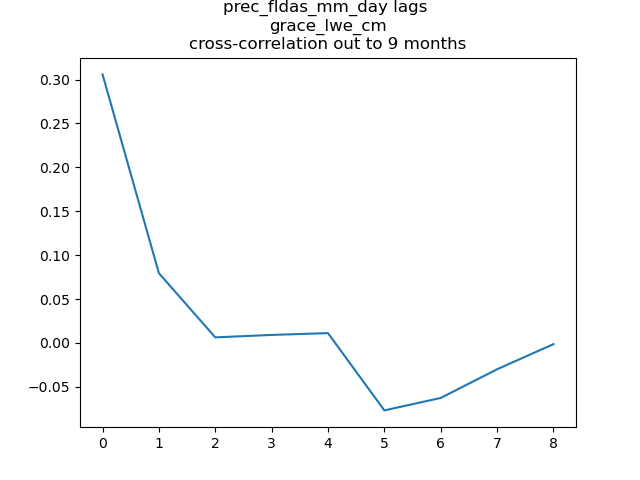 prec_fldas_mm_day lags
grace_lwe_cm
cross-correlation out to 9 months
0.30
0.25
0.20
0.15
0.10
0.05
0.00
−0.05
0 1 2 3 4 5 6 7 8